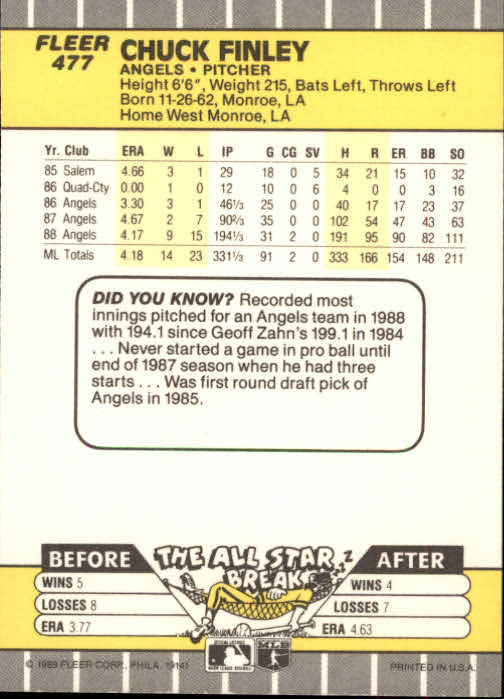 FLEER
477
CHUCK FINLEY
ANGELS • PITCHER
Height 6'6", Weight 215, Bats Left, Throws Left
Born 11-26-62, Monroe, LA
Home West Monroe, LA
Yr. Club ERA W L IP G CG SV H R ER BB SO
85 Salem 4.66 3 1 29 18 0 5 34 21 15 10 32
86 Quad-Cty 0.00 1 0 12 10 0 6 4 0 0 3 16
86 Angels 3.30 3 1 46⅓ 25 0 0 40 17 17 23 37
87 Angels 4.67 2 7 90⅔ 35 0 0 102 54 47 43 63
88 Angels 4.17 9 15 194⅓ 31 2 0 191 95 90 82 111
ML Totals 4.18 14 23 331⅓ 91 2 0 333 166 154 148 211
DID YOU KNOW? Recorded most
innings pitched for an Angels team in 1988
with 194.1 since Geoff Zahn's 199.1 in 1984
. . . Never started a game in pro ball until
end of 1987 season when he had three
starts . . . Was first round draft pick of
Angels in 1985.
BEFORE THE ALL STAR BREAK AFTER
WINS 5 WINS 4
LOSSES 8 LOSSES 7
ERA 3.77 ERA 4.63
© 1989 FLEER CORP., PHILA. 19141 PRINTED IN U.S.A.